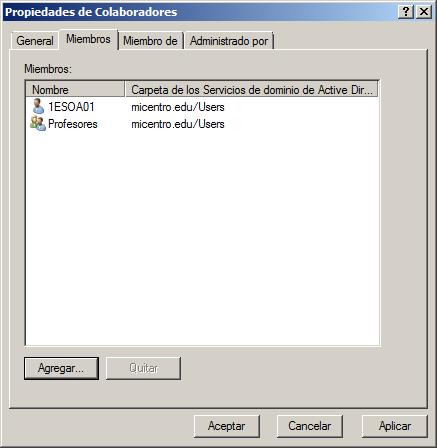 Propiedades de Colaboradores
General Miembros Miembro de Administrado por
Miembros:
Nombre Carpeta de los Servicios de dominio de Active Dir...
1ESOA01 micentro.edu/Users
Profesores micentro.edu/Users
Agregar... Quitar
Aceptar Cancelar Aplicar